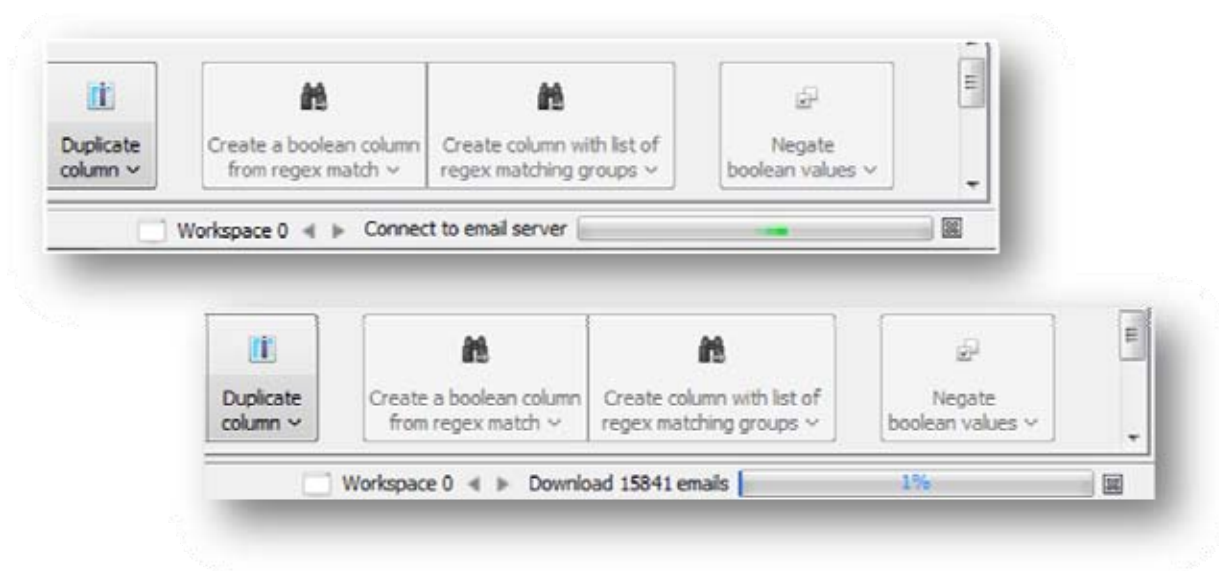 Duplicate
column
Create a boolean column
from regex match
Create column with list of
regex matching groups
Negate
boolean values
Workspace 0 Connect to email server
Duplicate
column
Create a boolean column
from regex match
Create column with list of
regex matching groups
Negate
boolean values
Workspace 0 Download 15841 emails 1%